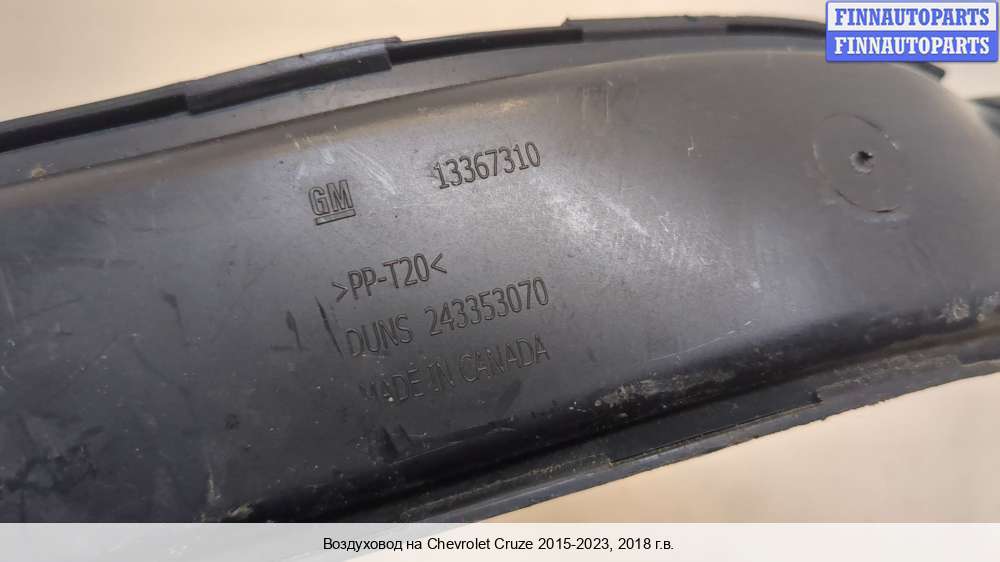 FINNAUTOPARTS
FINNAUTOPARTS
13367310
GM
>PP-T20<
DUNS 243353070
MADE IN CANADA
Воздуховод на Chevrolet Cruze 2015-2023, 2018 г.в.